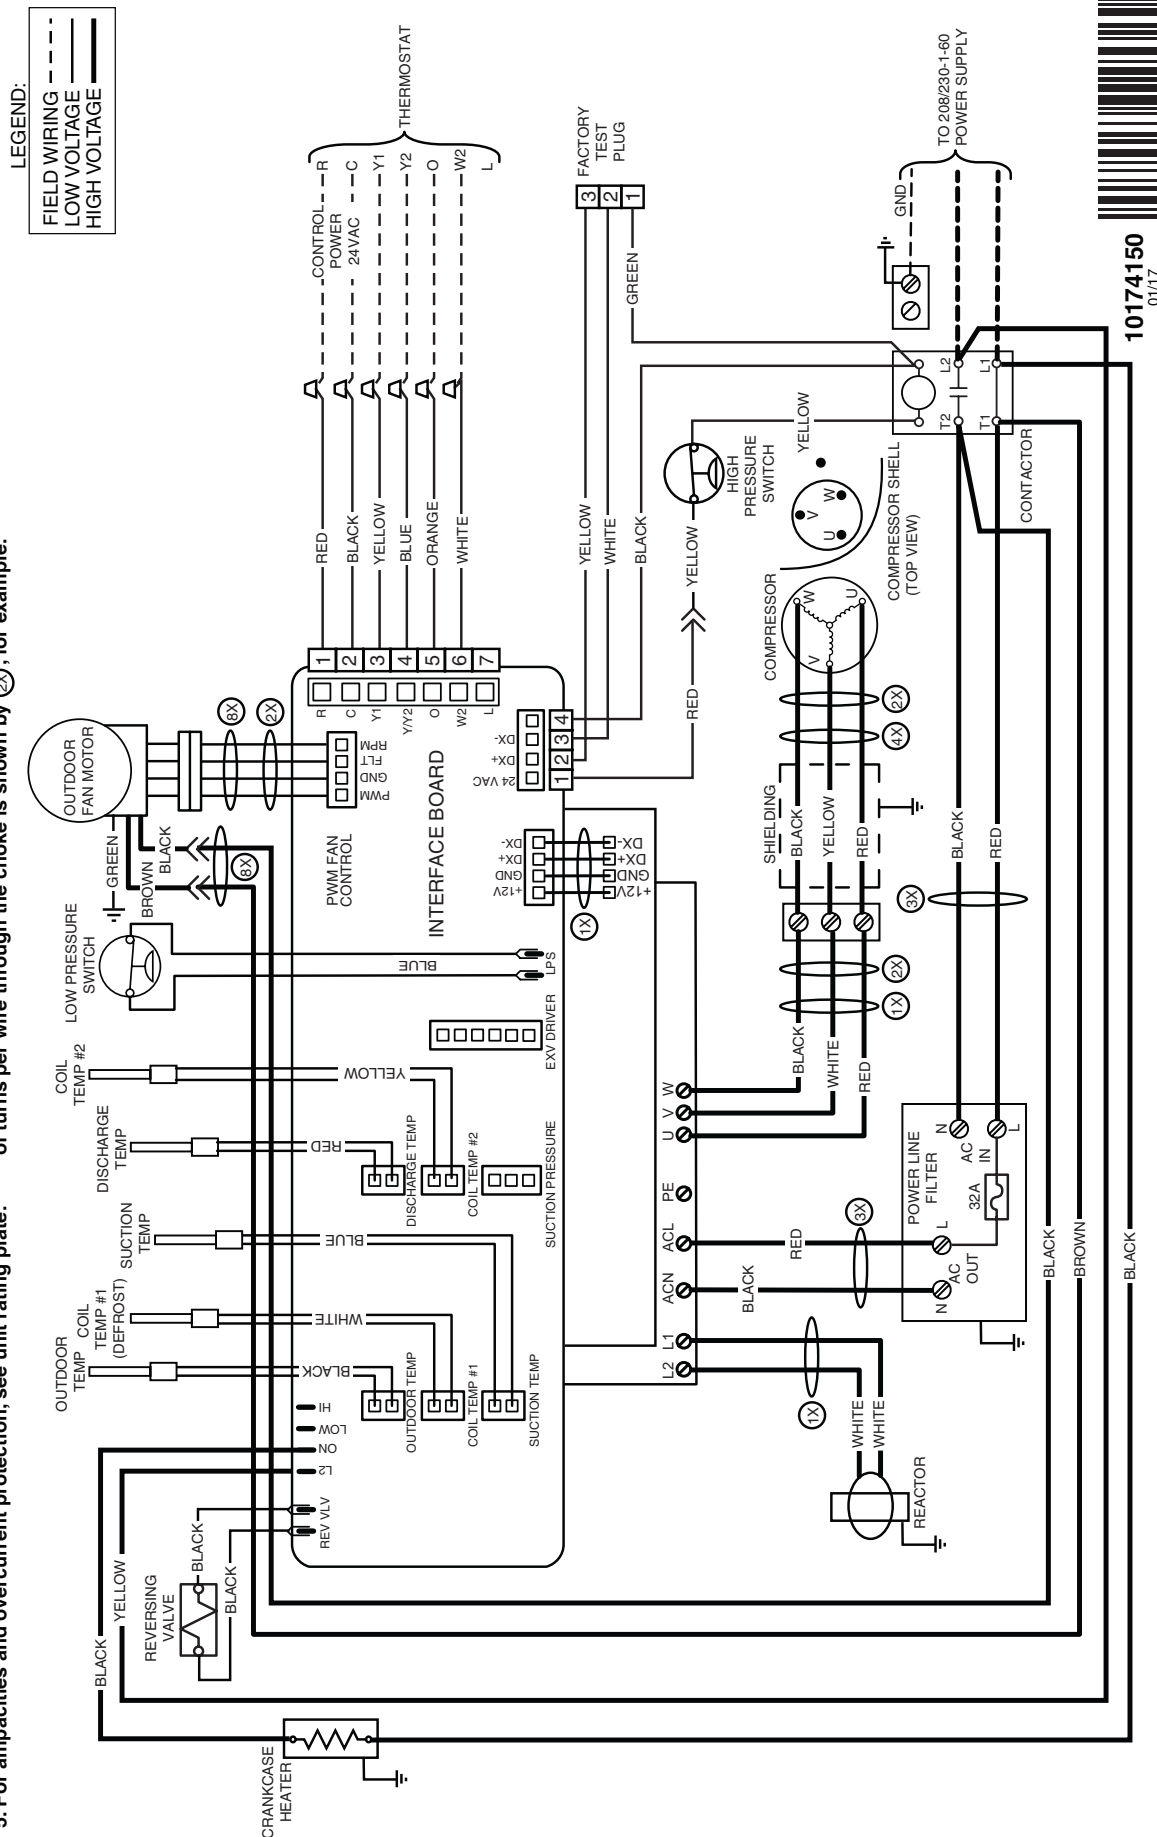 5. For ampacities and overcurrent protection, see unit rating plate.
of turns per wire through the choke is shown by 2X, for example.
LEGEND:
FIELD WIRING
LOW VOLTAGE
HIGH VOLTAGE
THERMOSTAT
R
C
Y1
Y2
O
W2
L
CONTROL
POWER
24VAC
RED
BLACK
YELLOW
BLUE
ORANGE
WHITE
1
2
3
4
5
6
7
R
C
Y1
Y/Y2
O
W2
L
FACTORY
TEST
PLUG
3
2
1
YELLOW
WHITE
BLACK
GREEN
TO 208/230-1-60
POWER SUPPLY
GND
10174150
01/17
L2
L1
T2
T1
CONTACTOR
HIGH
PRESSURE
SWITCH
YELLOW
YELLOW
RED
COMPRESSOR SHELL
(TOP VIEW)
U
V
W
COMPRESSOR
W
V
U
2X
4X
SHIELDING
BLACK
YELLOW
RED
2X
1X
BLACK
WHITE
RED
BLACK
RED
3X
OUTDOOR
FAN MOTOR
8X
2X
GREEN
BROWN
BLACK
8X
RPM
FLT
GND
PWM
PWM FAN
CONTROL
INTERFACE BOARD
DX-
DX+
24 VAC
1
2
3
4
DX-
DX+
GND
+12V
DX-
DX+
GND
+12V
1X
LOW PRESSURE
SWITCH
BLUE
LPS
EXV DRIVER
COIL
TEMP #2
YELLOW
DISCHARGE
TEMP
RED
DISCHARGE TEMP
COIL TEMP #2
SUCTION PRESSURE
SUCTION
TEMP
BLUE
COIL
TEMP #1
(DEFROST)
WHITE
OUTDOOR
TEMP
BLACK
OUTDOOR TEMP
COIL TEMP #1
SUCTION TEMP
HI
LOW
ON
L2
REV VLV
W
V
U
PE
ACL
ACN
L1
L2
RED
BLACK
3X
POWER LINE
FILTER
N
AC
IN
L
32A
L
AC
OUT
N
1X
WHITE
WHITE
REACTOR
BLACK
BROWN
BLACK
REVERSING
VALVE
BLACK
BLACK
YELLOW
BLACK
CRANKCASE
HEATER